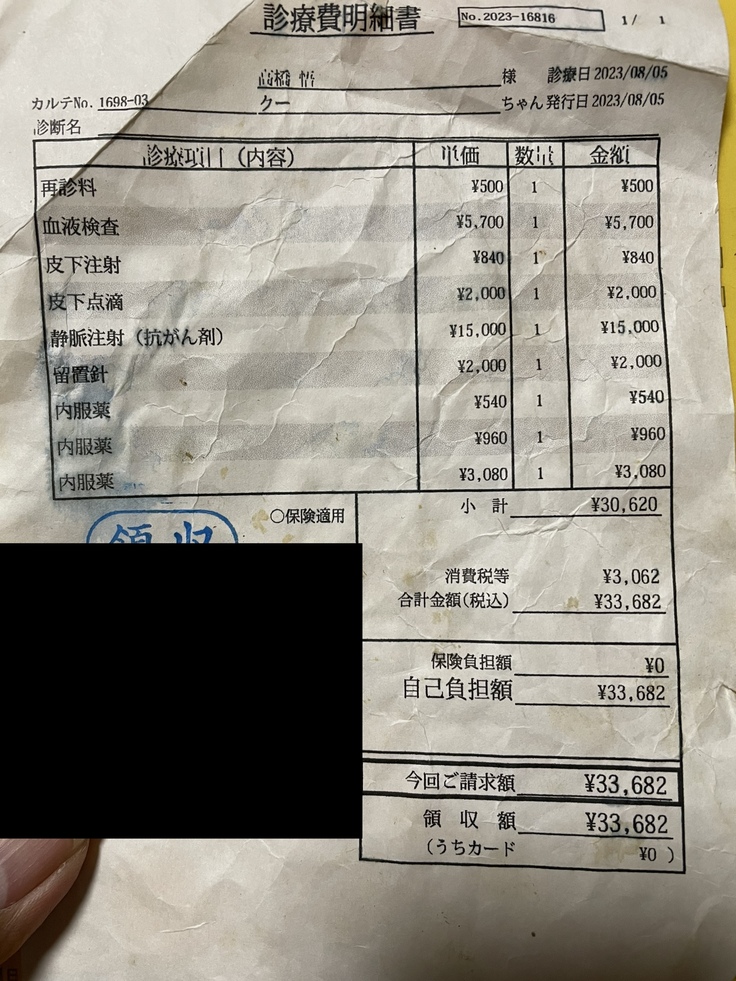 診療費明細書
No.2023-16816 1/ 1
高橋 悟 様 診療日 2023/08/05
カルテNo. 1698-03 クー ちゃん 発行日 2023/08/05
診断名
診療項目 (内容) 単価 数量 金額
再診料 ¥500 1 ¥500
血液検査 ¥5,700 1 ¥5,700
皮下注射 ¥840 1 ¥840
皮下点滴 ¥2,000 1 ¥2,000
静脈注射 (抗がん剤) ¥15,000 1 ¥15,000
留置針 ¥2,000 1 ¥2,000
内服薬 ¥540 1 ¥540
内服薬 ¥960 1 ¥960
内服薬 ¥3,080 1 ¥3,080
○保険適用 小 計 ¥30,620
領収
消費税等 ¥3,062
合計金額(税込) ¥33,682
保険負担額 ¥0
自己負担額 ¥33,682
今回ご請求額 ¥33,682
領 収 額 ¥33,682
(うちカード ¥0 )